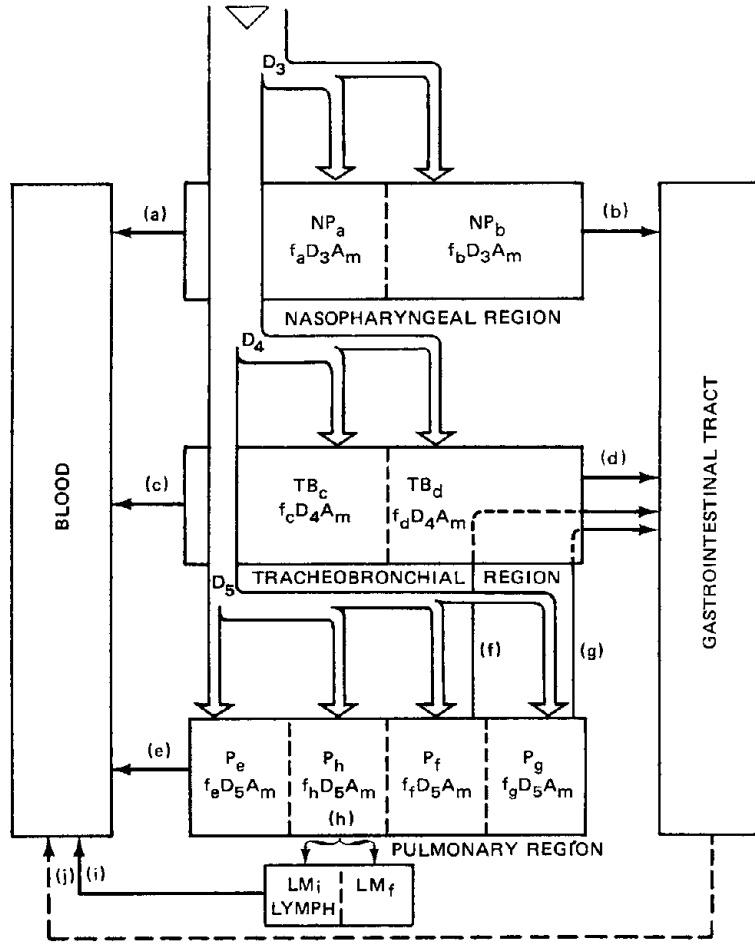 D3
(a)
NPa
faD3Am
NPb
fbD3Am
(b)
NASOPHARYNGEAL REGION
D4
BLOOD
GASTROINTESTINAL TRACT
(c)
TBc
fcD4Am
TBd
fdD4Am
(d)
TRACHEOBRONCHIAL REGION
D5
(f)
(g)
(e)
Pe
feD5Am
Ph
fhD5Am
(h)
Pf
ffD5Am
Pg
fgD5Am
PULMONARY REGION
(j)
(i)
LMi
LYMPH
LMf